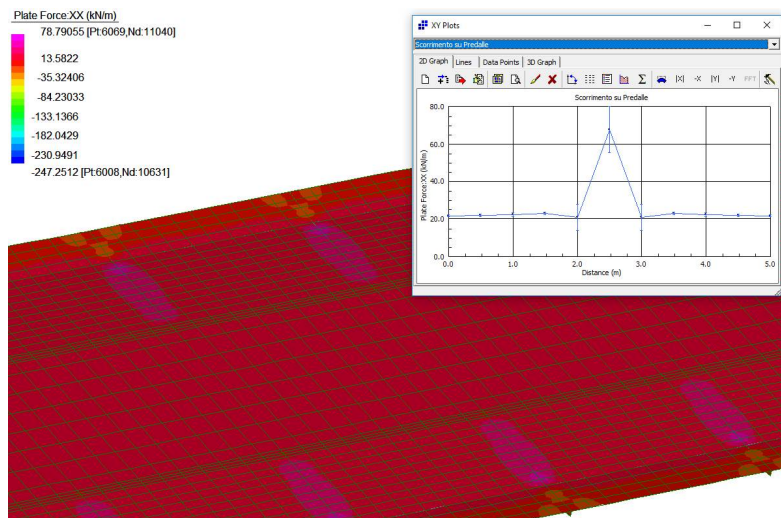 Plate Force:XX (kN/m)
78.79055 [Pt:6069,Nd:11040]
13.5822
-35.32406
-84.23033
-133.1366
-182.0429
-230.9491
-247.2512 [Pt:6008,Nd:10631]
XY Plots
Scorrimento su Predalle
2D Graph Lines Data Points 3D Graph
|X| -X |Y| -Y FFT
Scorrimento su Predalle
80.0
60.0
40.0
20.0
0.0
Plate Force:XX (kN/m)
0.0 1.0 2.0 3.0 4.0 5.0
Distance (m)